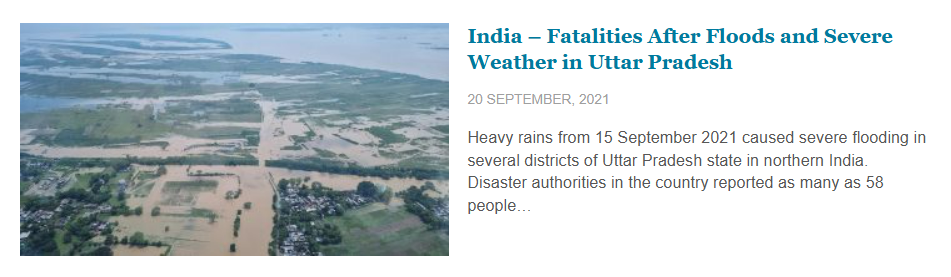 India – Fatalities After Floods and Severe
Weather in Uttar Pradesh
20 SEPTEMBER, 2021
Heavy rains from 15 September 2021 caused severe flooding in
several districts of Uttar Pradesh state in northern India.
Disaster authorities in the country reported as many as 58
people…